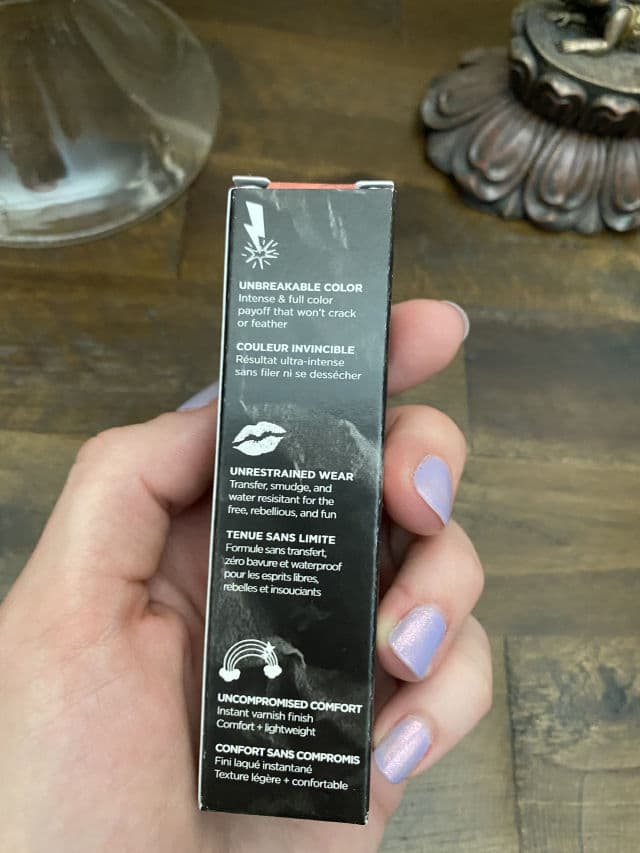 UNBREAKABLE COLOR
Intense & full color
payoff that won't crack
or feather
COULEUR INVINCIBLE
Résultat ultra-intense
sans filer ni se dessécher
UNRESTRAINED WEAR
Transfer, smudge, and
water resisitant for the
free, rebellious, and fun
TENUE SANS LIMITE
Formule sans transfert,
zéro bavure et waterproof
pour les esprits libres,
rebelles et insouciants
UNCOMPROMISED COMFORT
Instant varnish finish
Comfort + lightweight
CONFORT SANS COMPROMIS
Fini laqué instantané
Texture légère + confortable